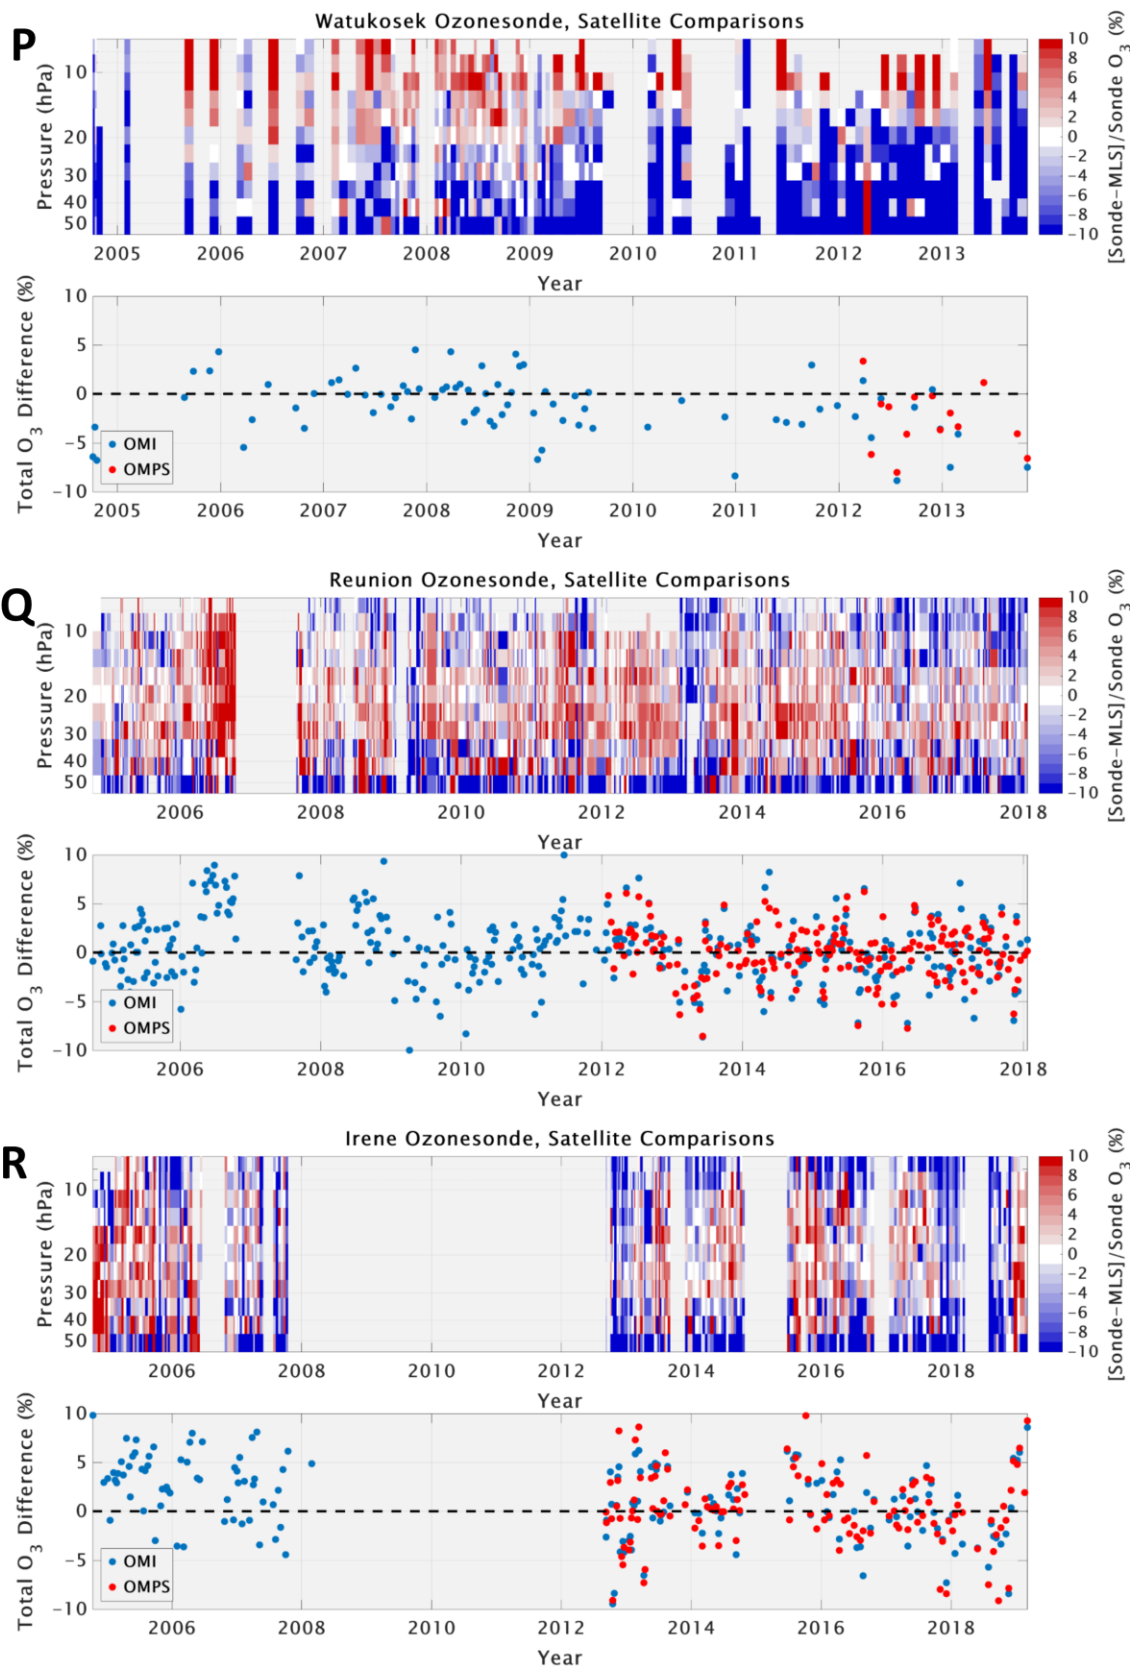 P
Watukosek Ozonesonde, Satellite Comparisons
Pressure (hPa)
10
20
30
40
50
2005 2006 2007 2008 2009 2010 2011 2012 2013
Year
10
8
6
4
2
0
−2
−4
−6
−8
−10
[Sonde−MLS]/Sonde O3 (%)
Total O3 Difference (%)
10
5
0
−5
−10
OMI
OMPS
2005 2006 2007 2008 2009 2010 2011 2012 2013
Year
Q
Reunion Ozonesonde, Satellite Comparisons
Pressure (hPa)
10
20
30
40
50
2006 2008 2010 2012 2014 2016 2018
Year
10
8
6
4
2
0
−2
−4
−6
−8
−10
[Sonde−MLS]/Sonde O3 (%)
Total O3 Difference (%)
10
5
0
−5
−10
OMI
OMPS
2006 2008 2010 2012 2014 2016 2018
Year
R
Irene Ozonesonde, Satellite Comparisons
Pressure (hPa)
10
20
30
40
50
2006 2008 2010 2012 2014 2016 2018
Year
10
8
6
4
2
0
−2
−4
−6
−8
−10
[Sonde−MLS]/Sonde O3 (%)
Total O3 Difference (%)
10
5
0
−5
−10
OMI
OMPS
2006 2008 2010 2012 2014 2016 2018
Year